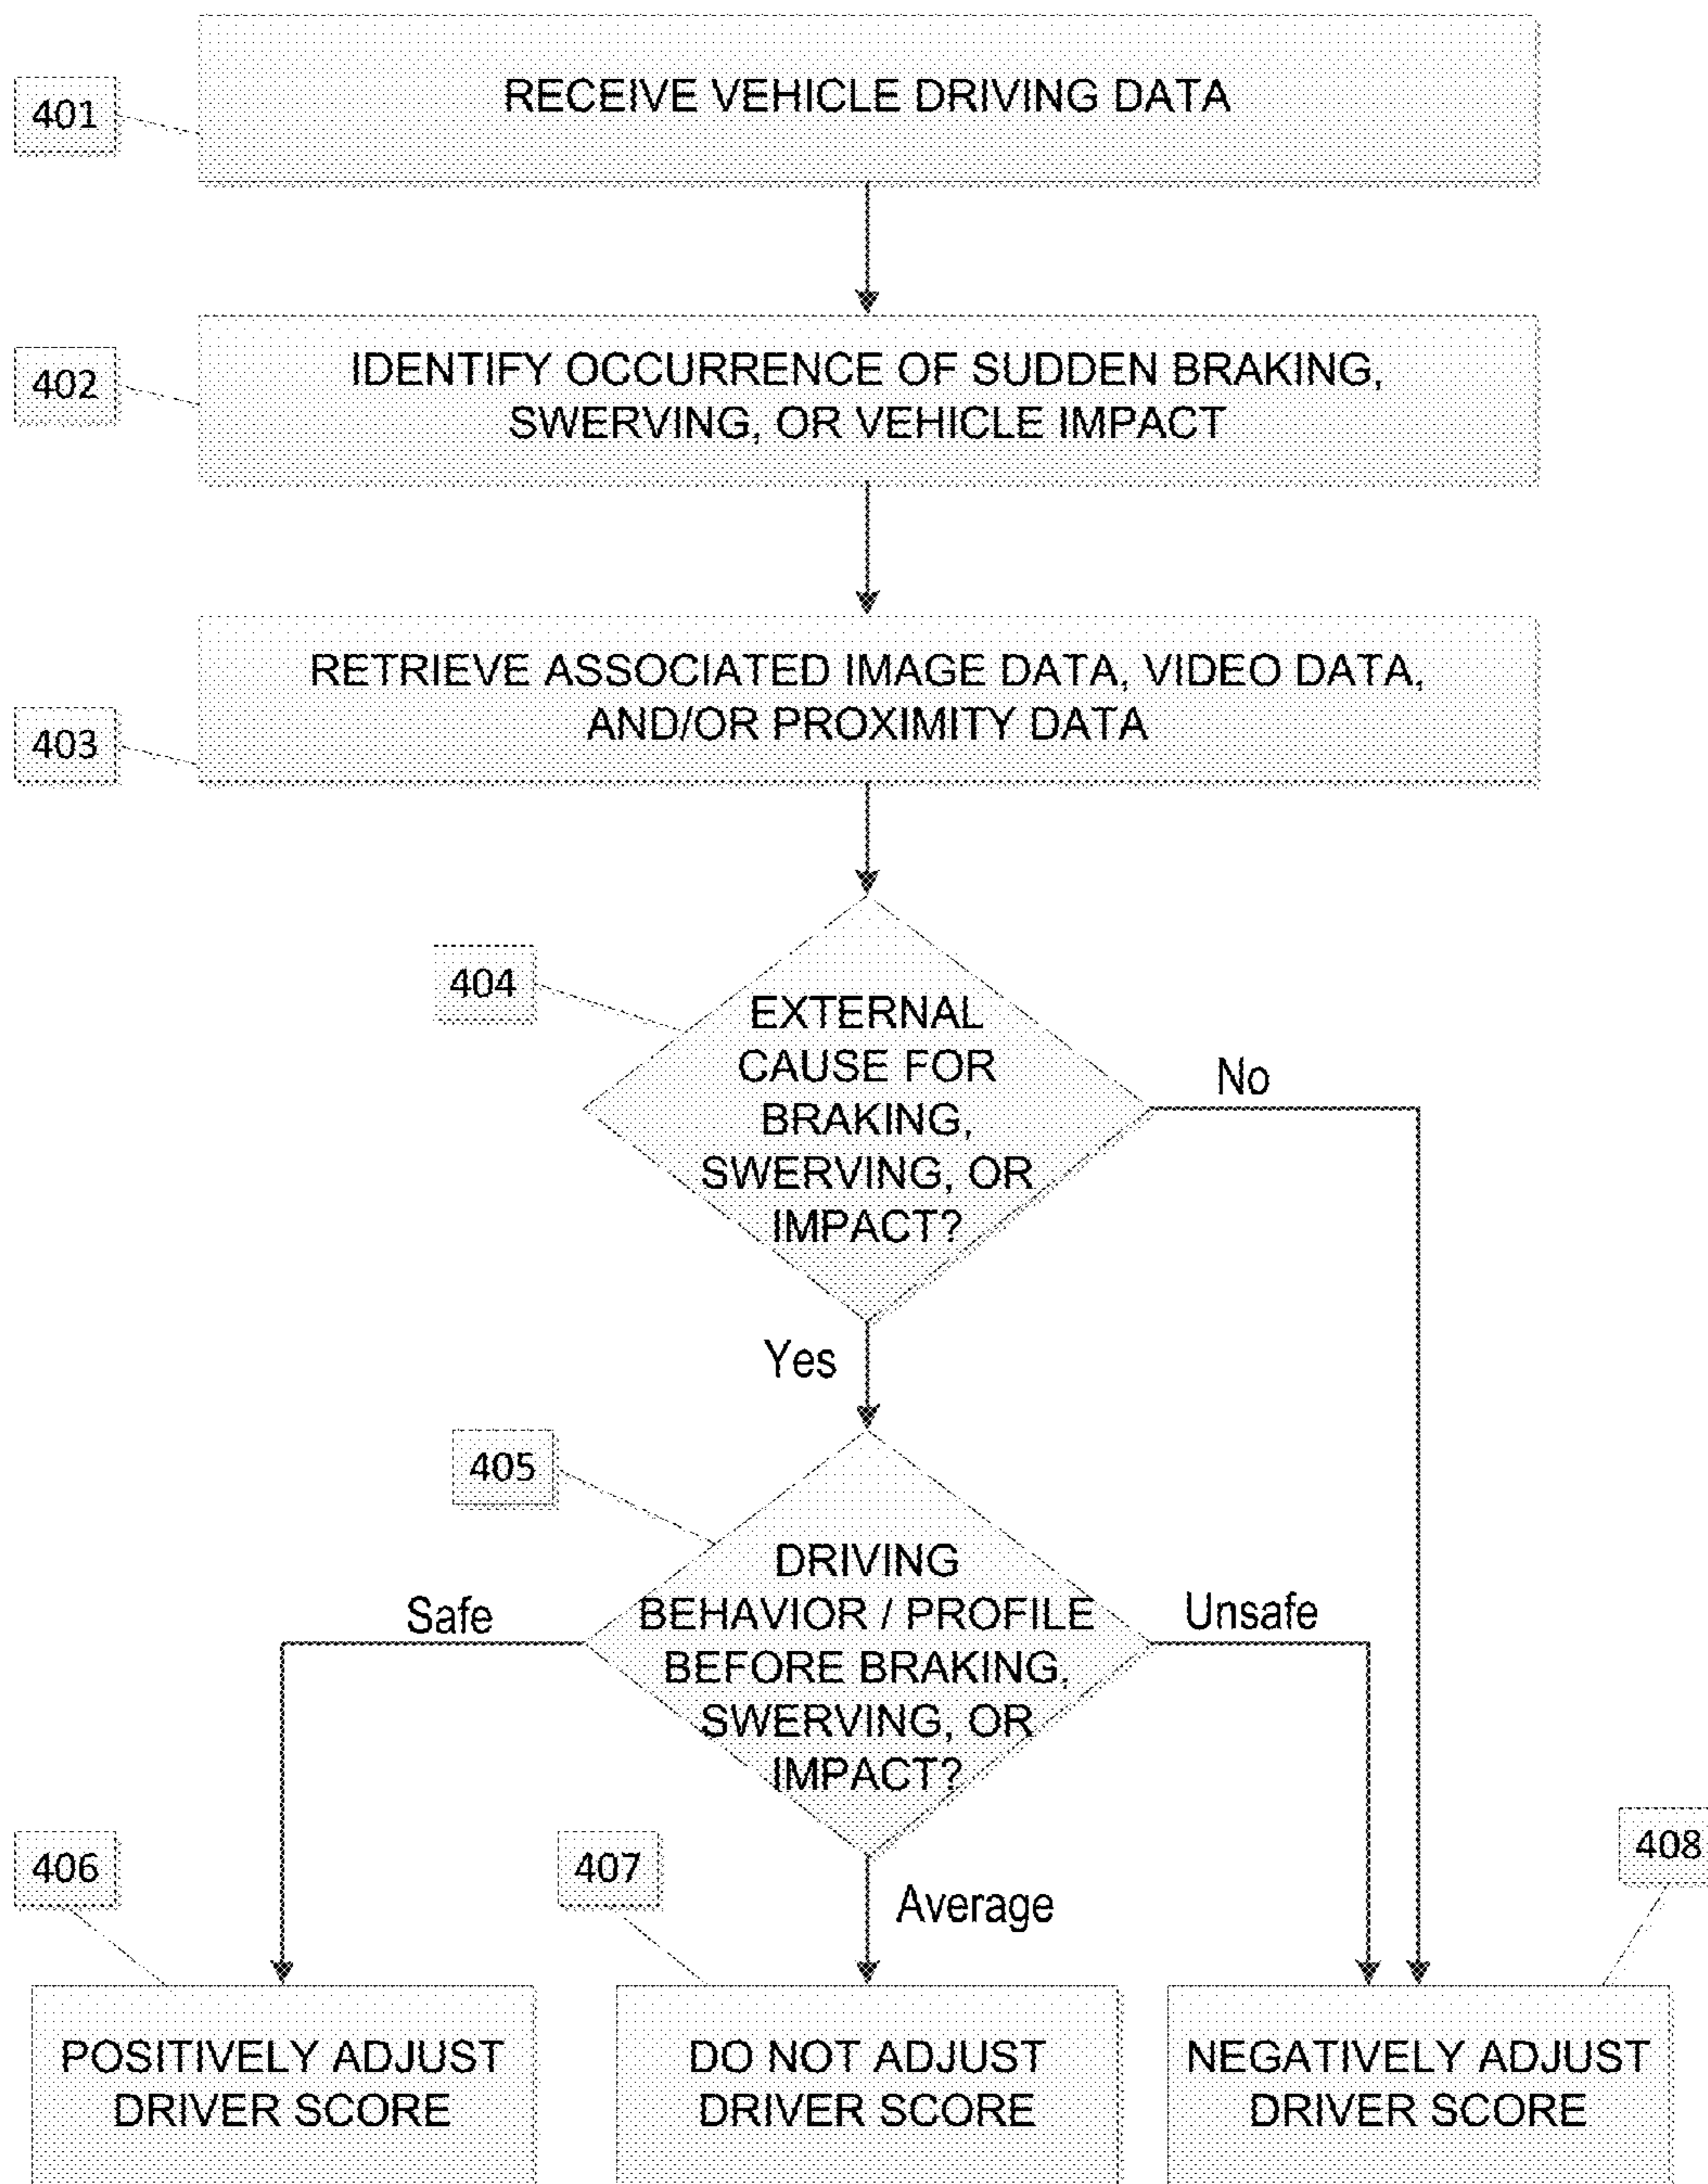 401
RECEIVE VEHICLE DRIVING DATA
402
IDENTIFY OCCURRENCE OF SUDDEN BRAKING,
SWERVING, OR VEHICLE IMPACT
403
RETRIEVE ASSOCIATED IMAGE DATA, VIDEO DATA,
AND/OR PROXIMITY DATA
404
EXTERNAL
CAUSE FOR
BRAKING,
SWERVING, OR
IMPACT?
No
Yes
405
DRIVING
BEHAVIOR / PROFILE
BEFORE BRAKING,
SWERVING, OR
IMPACT?
Safe
Unsafe
Average
406
POSITIVELY ADJUST
DRIVER SCORE
407
DO NOT ADJUST
DRIVER SCORE
408
NEGATIVELY ADJUST
DRIVER SCORE